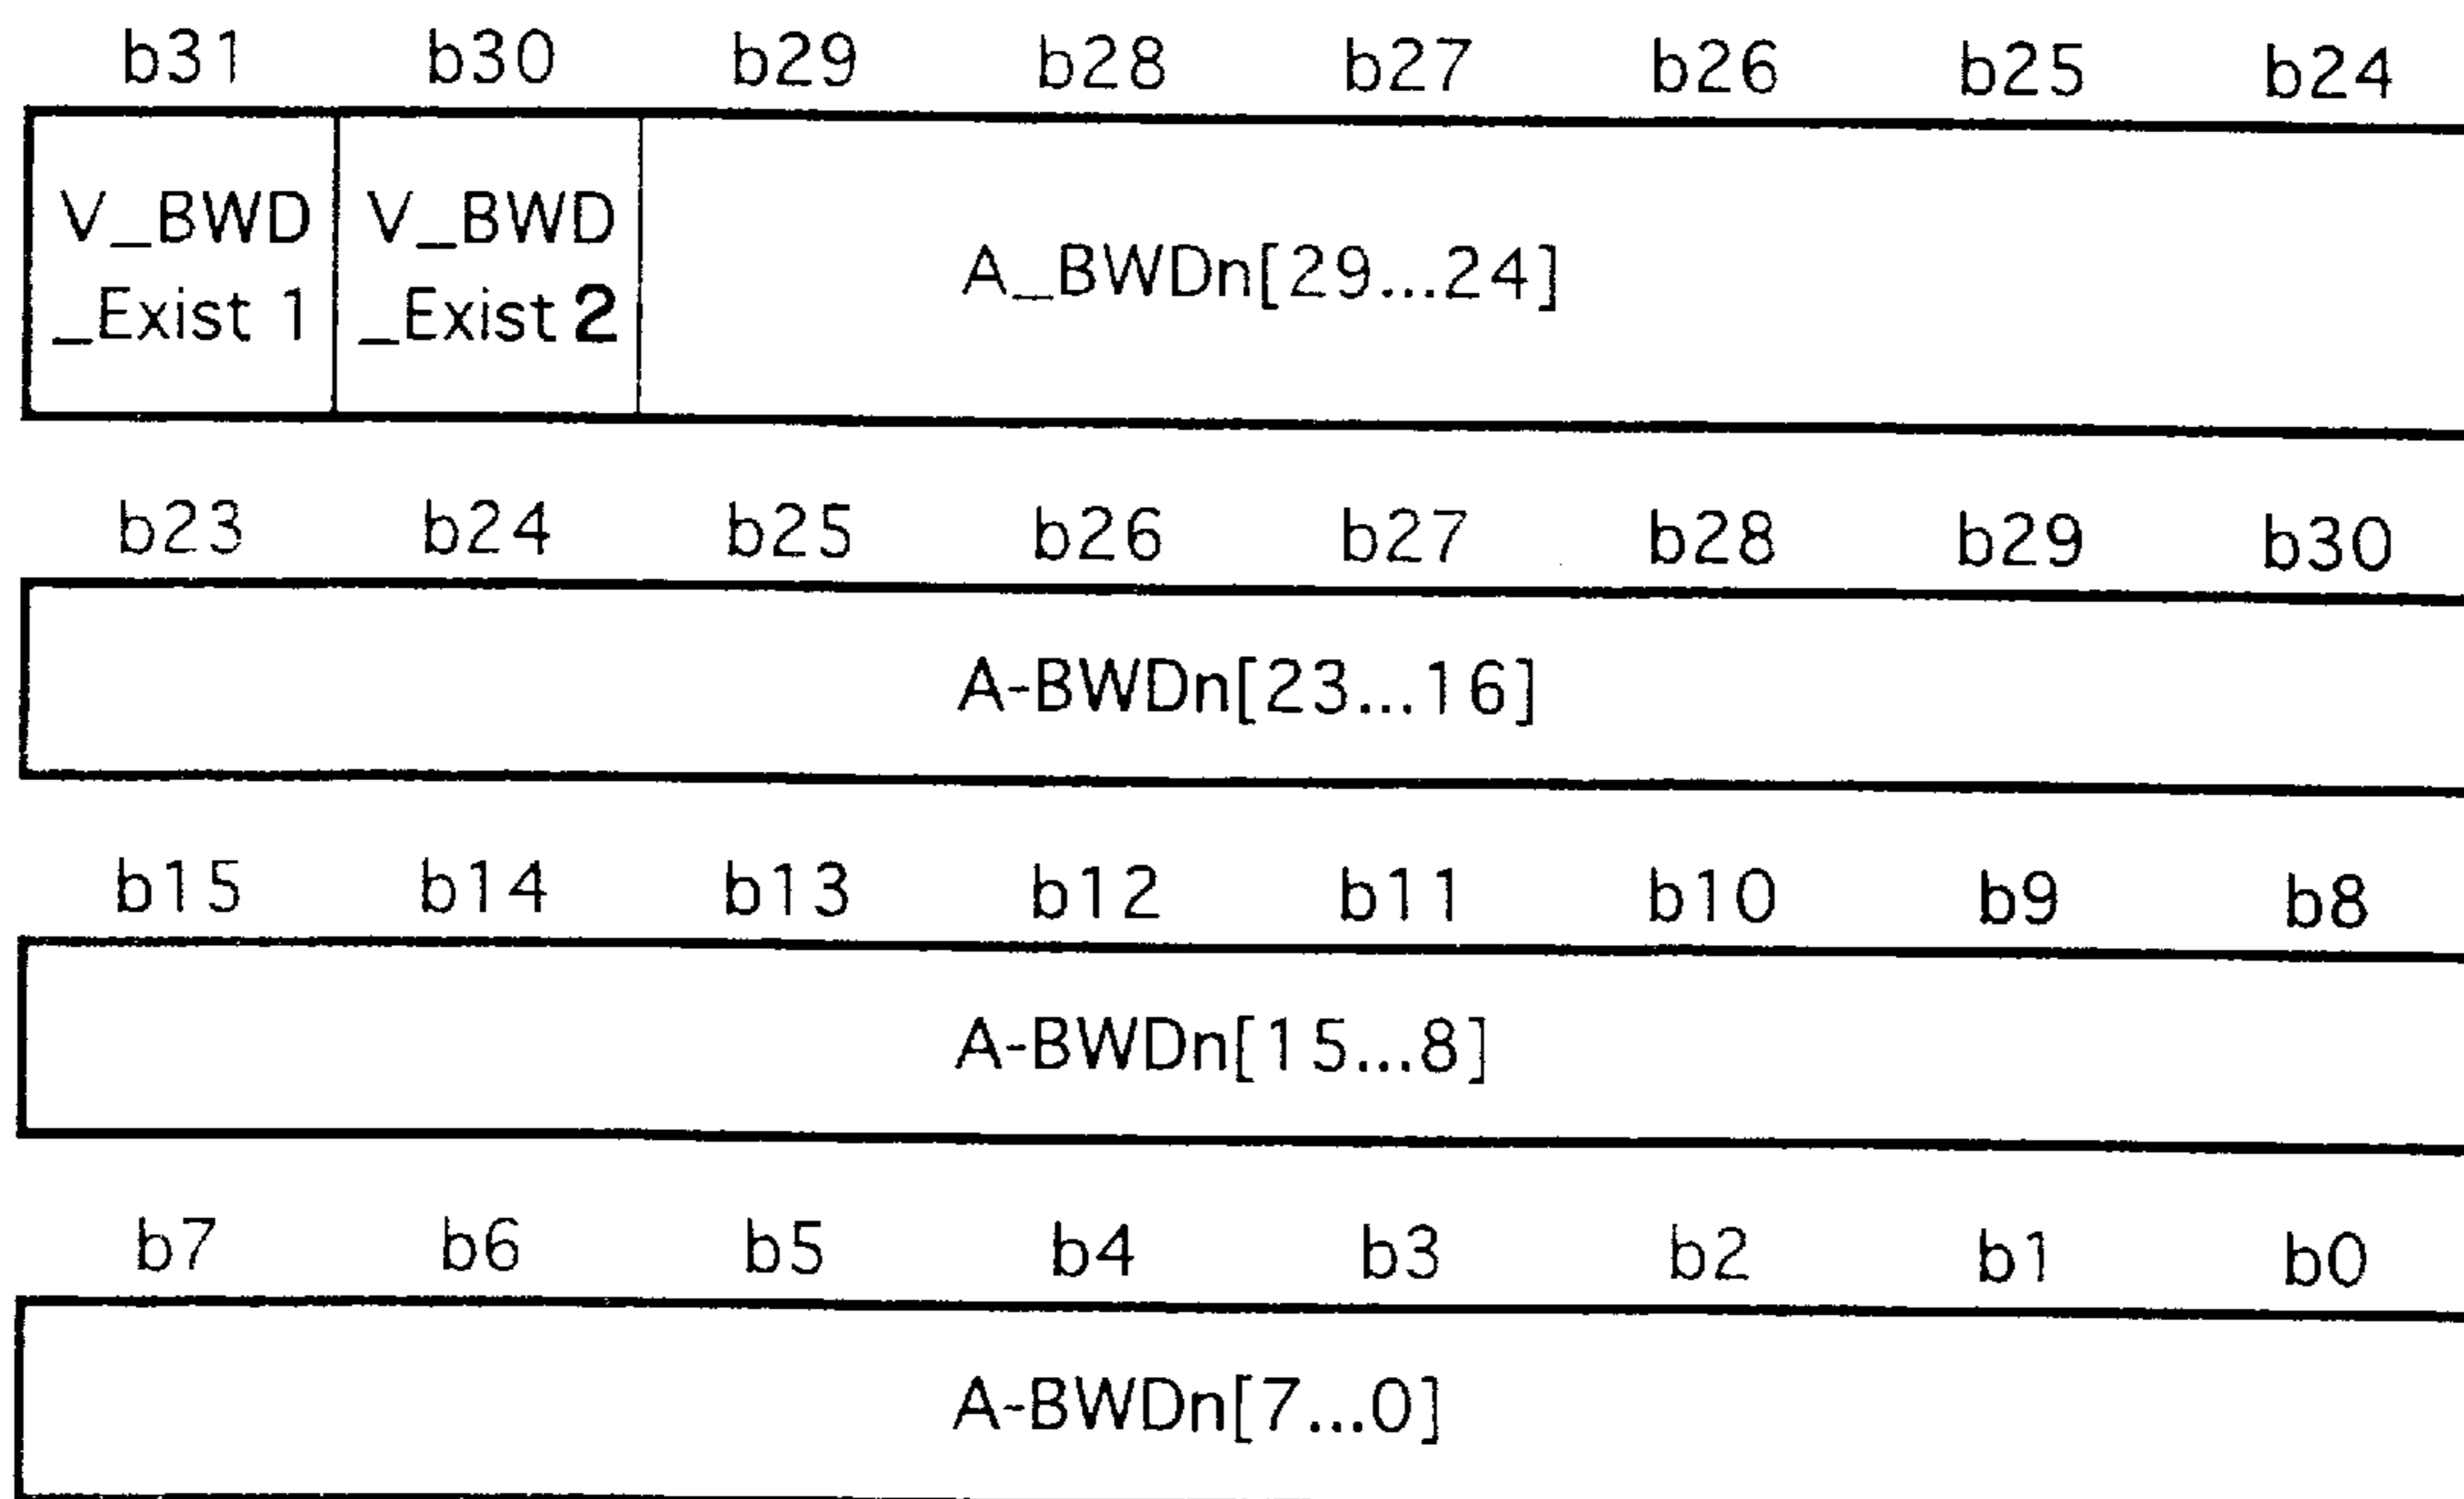 b31 b30 b29 b28 b27 b26 b25 b24
V_BWD V_BWD
_Exist 1 _Exist 2
A_BWDn[29...24]
b23 b24 b25 b26 b27 b28 b29 b30
A-BWDn[23...16]
b15 b14 b13 b12 b11 b10 b9 b8
A-BWDn[15...8]
b7 b6 b5 b4 b3 b2 b1 b0
A-BWDn[7...0]